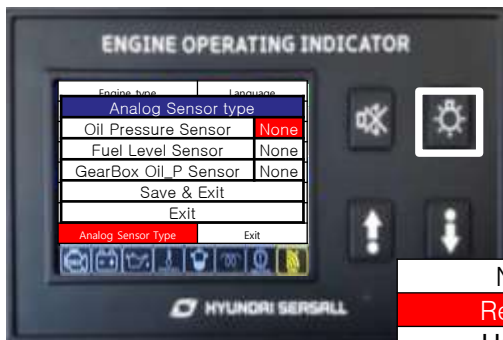 ENGINE OPERATING INDICATOR
Engine type Language
Analog Sensor type
Oil Pressure Sensor None
Fuel Level Sensor None
GearBox Oil_P Sensor None
Save & Exit
Exit
Analog Sensor Type Exit
HYUNDAI SEASALL